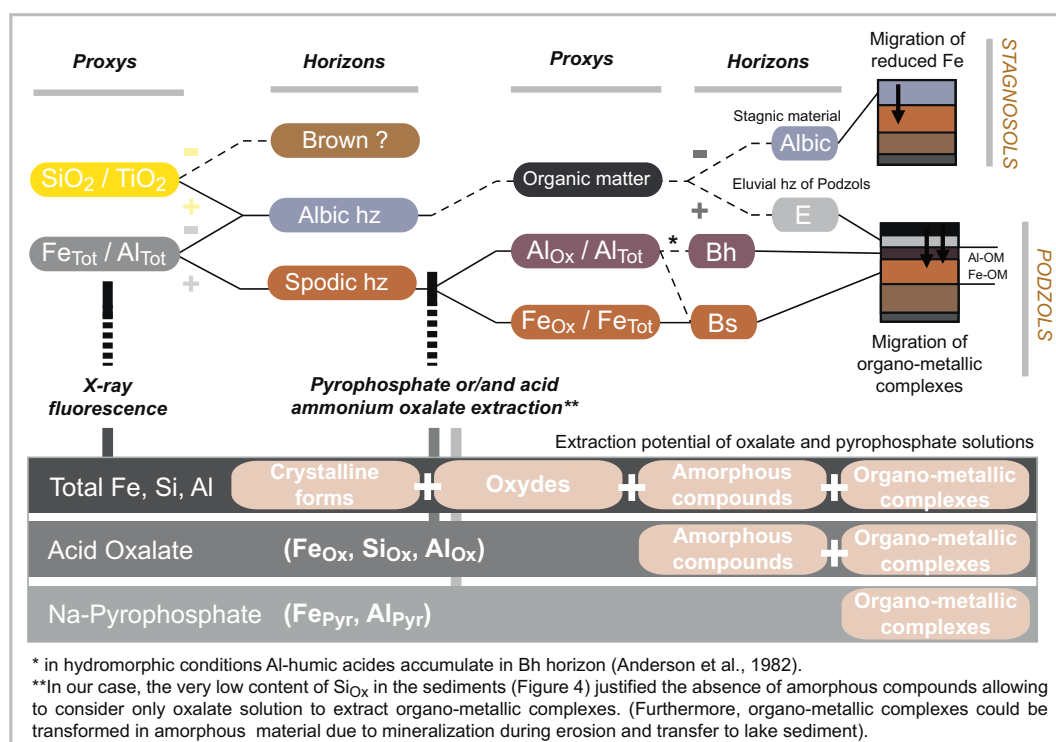 Proxys
Horizons
Proxys
Horizons
Migration of
reduced Fe
STAGNOSOLS
Brown ?
Stagnic material
Albic
-
SiO2 / TiO2
+
Organic matter
-
+
Eluvial hz of Podzols
E
Albic hz
-
FeTot / AlTot
+
AlOx / AlTot
*
Bh
Al-OM
Fe-OM
PODZOLS
Spodic hz
FeOx / FeTot
Bs
Migration of
organo-metallic
complexes
X-ray
fluorescence
Pyrophosphate or/and acid
ammonium oxalate extraction**
Extraction potential of oxalate and pyrophosphate solutions
Total Fe, Si, Al
Crystalline
forms
+
Oxydes
+
Amorphous
compounds
+
Organo-metallic
complexes
Acid Oxalate
(FeOx, SiOx, AlOx)
Amorphous
compounds
+
Organo-metallic
complexes
Na-Pyrophosphate
(FePyr, AlPyr)
Organo-metallic
complexes
* in hydromorphic conditions Al-humic acides accumulate in Bh horizon (Anderson et al., 1982).
**In our case, the very low content of SiOx in the sediments (Figure 4) justified the absence of amorphous compounds allowing
to consider only oxalate solution to extract organo-metallic complexes. (Furthermore, organo-metallic complexes could be
transformed in amorphous material due to mineralization during erosion and transfer to lake sediment).